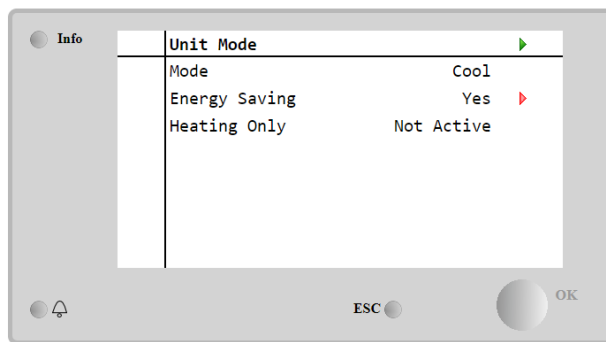 Info
Unit Mode
Mode Cool
Energy Saving Yes
Heating Only Not Active
ESC
OK